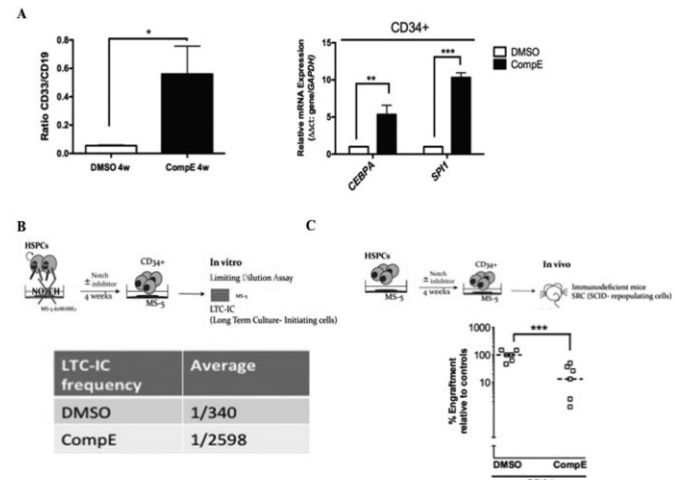 A
Ratio CD33/CD19
0.8
0.6
0.4
0.2
0.0
*
DMSO 4w
CompE 4w
CD34+
Relative mRNA Expression
(ΔΔct: gene/GAPDH)
15
10
5
0
**
***
CEBPA
SPI1
DMSO
CompE
B
HSPCs
NOTCH
± Notch
inhibitor
4 weeks
CD34+
MS-5
In vitro
Limiting Dilution Assay
MS-5
LTC-IC
(Long Term Culture- Initiating cells)
LTC-IC
frequency
Average
DMSO
1/340
CompE
1/2598
C
HSPCs
MS-5
± Notch
inhibitor
4 weeks
CD34+
MS-5
In vivo
Immunodeficient mice
SRC (SCID- repopulating cells)
% Engraftment
relative to controls
1000
100
10
***
DMSO
CompE